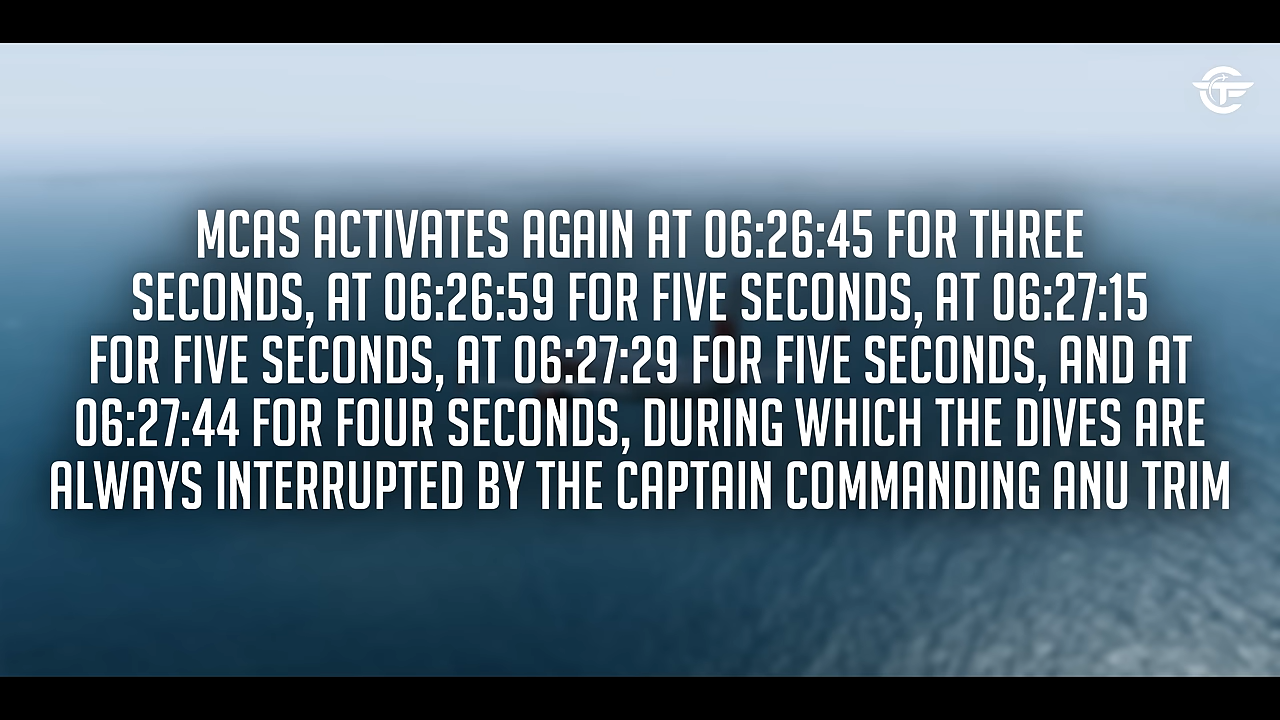 MCAS ACTIVATES AGAIN AT 06:26:45 FOR THREE
SECONDS, AT 06:26:59 FOR FIVE SECONDS, AT 06:27:15
FOR FIVE SECONDS, AT 06:27:29 FOR FIVE SECONDS, AND AT
06:27:44 FOR FOUR SECONDS, DURING WHICH THE DIVES ARE
ALWAYS INTERRUPTED BY THE CAPTAIN COMMANDING ANU TRIM